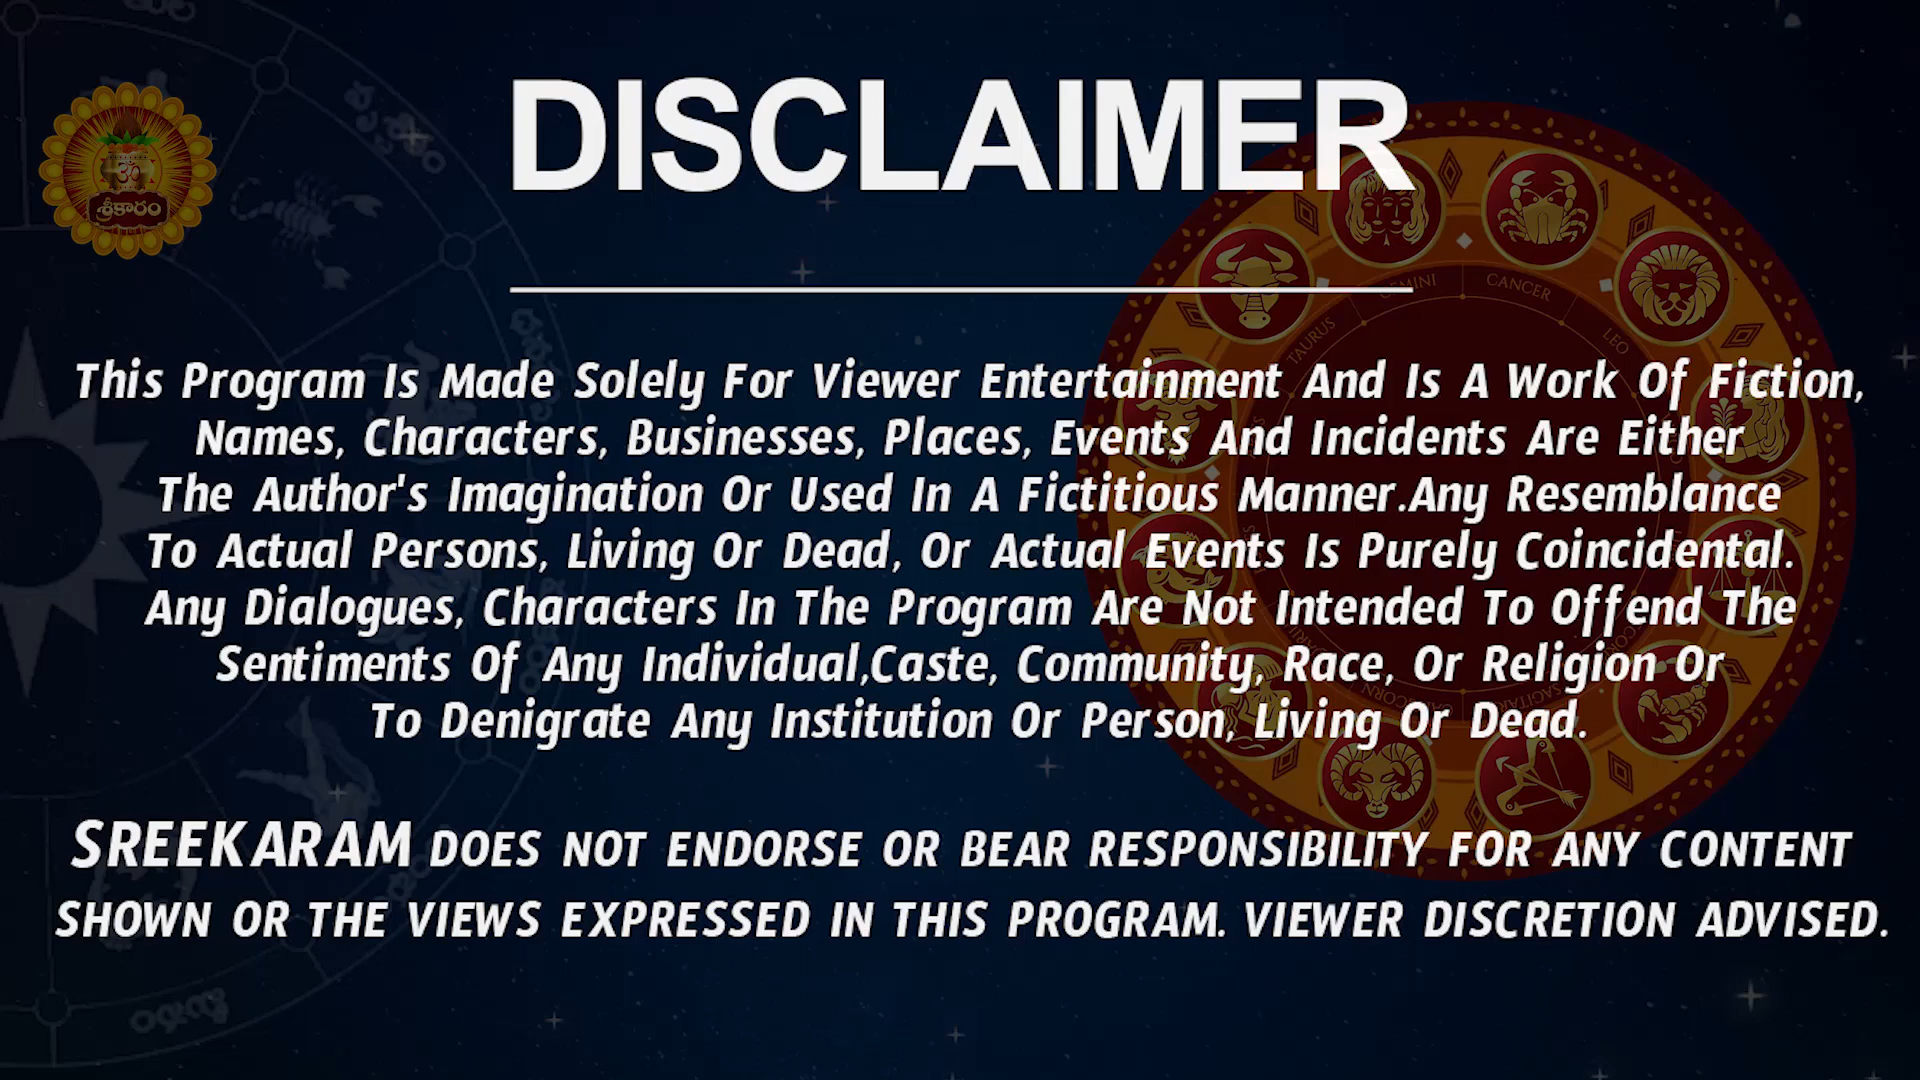 DISCLAIMER
ఓం
శ్రీకారం
GEMINI
CANCER
TAURUS
LEO
This Program Is Made Solely For Viewer Entertainment And Is A Work Of Fiction,
Names, Characters, Businesses, Places, Events And Incidents Are Either
The Author's Imagination Or Used In A Fictitious Manner.Any Resemblance
To Actual Persons, Living Or Dead, Or Actual Events Is Purely Coincidental.
Any Dialogues, Characters In The Program Are Not Intended To Offend The
Sentiments Of Any Individual,Caste, Community, Race, Or Religion Or
To Denigrate Any Institution Or Person, Living Or Dead.
SREEKARAM DOES NOT ENDORSE OR BEAR RESPONSIBILITY FOR ANY CONTENT
SHOWN OR THE VIEWS EXPRESSED IN THIS PROGRAM. VIEWER DISCRETION ADVISED.